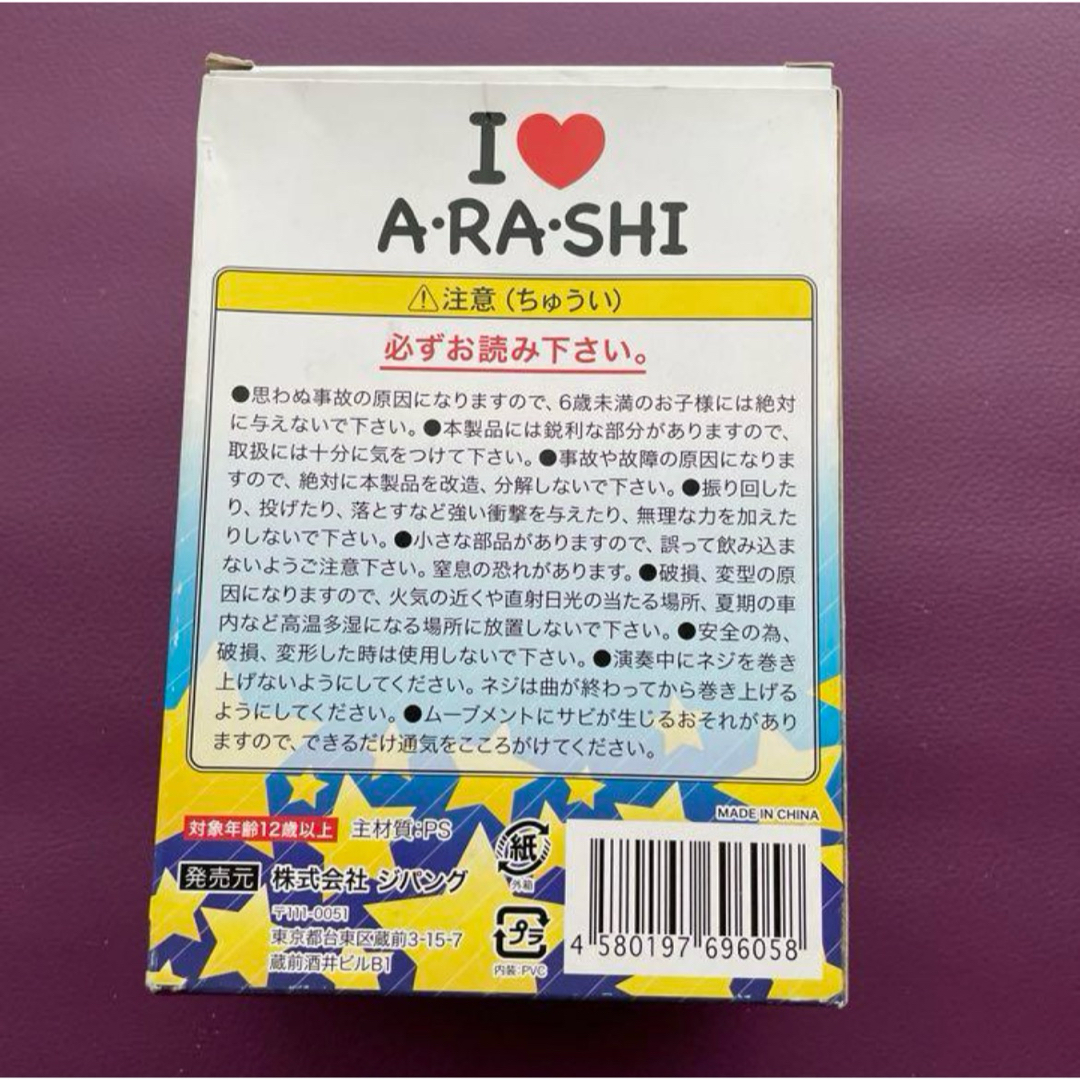 I ❤
A·RA·SHI
⚠注意（ちゅうい）
必ずお読み下さい。
●思わぬ事故の原因になりますので、6歳未満のお子様には絶対
に与えないで下さい。●本製品には鋭利な部分がありますので、
取扱には十分に気をつけて下さい。●事故や故障の原因になりま
すので、絶対に本製品を改造、分解しないで下さい。●振り回した
り、投げたり、落とすなど強い衝撃を与えたり、無理な力を加えた
りしないで下さい。●小さな部品がありますので、誤って飲み込ま
ないようご注意下さい。窒息の恐れがあります。●破損、変型の原
因になりますので、火気の近くや直射日光の当たる場所、夏期の車
内など高温多湿になる場所に放置しないで下さい。●安全の為、
破損、変形した時は使用しないで下さい。●演奏中にネジを巻き
上げないようにしてください。ネジは曲が終わってから巻き上げる
ようにしてください。●ムーブメントにサビが生じるおそれがあり
ますので、できるだけ通気をこころがけてください。
MADE IN CHINA
対象年齢12歳以上 主材質:PS
紙
外箱
発売元 株式会社 ジパング
〒111-0051
東京都台東区蔵前3-15-7
蔵前酒井ビルB1
プラ
内装:PVC
4 580197 696058